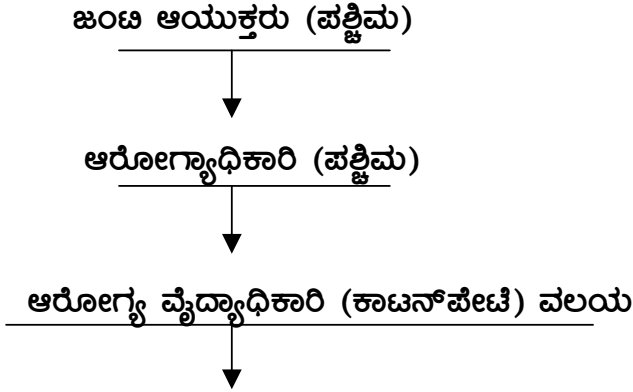 ಜಂಟಿ ಆಯುಕ್ತರು (ಪಶ್ಚಿಮ)
ಆರೋಗ್ಯಾಧಿಕಾರಿ (ಪಶ್ಚಿಮ)
ಆರೋಗ್ಯ ವೈದ್ಯಾಧಿಕಾರಿ (ಕಾಟನ್‌ಪೇಟೆ) ವಲಯ